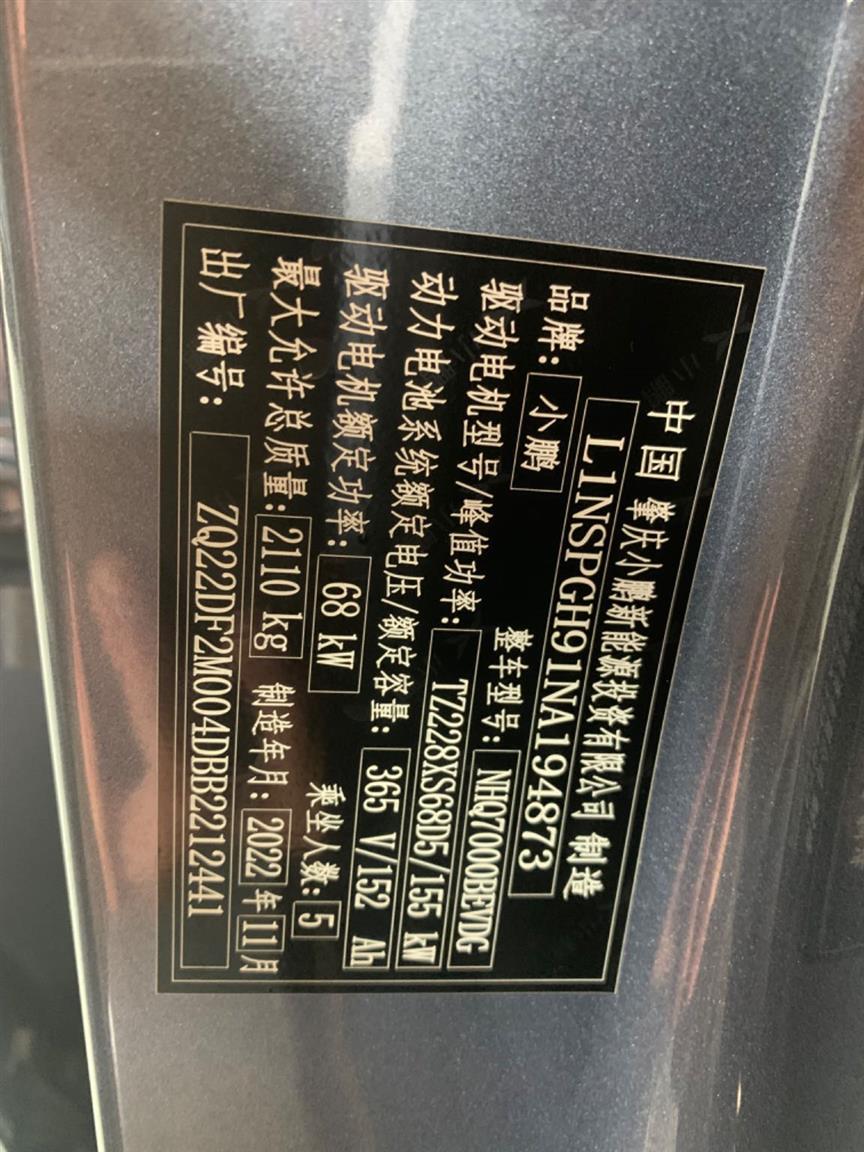 中国 肇庆小鹏新能源投资有限公司 制造
L1NSPGH91NA194873
品牌: 小鹏 整车型号: NHQ7000BEVDG
驱动电机型号/峰值功率: TZ228XS68D5/155 kW
动力电池系统额定电压/额定容量: 365 V/152 Ah
驱动电机额定功率: 68 kW 乘坐人数: 5
最大允许总质量: 2110 kg 制造年月: 2022 年 11 月
出厂编号: ZQ22DF2M004DBB2212441